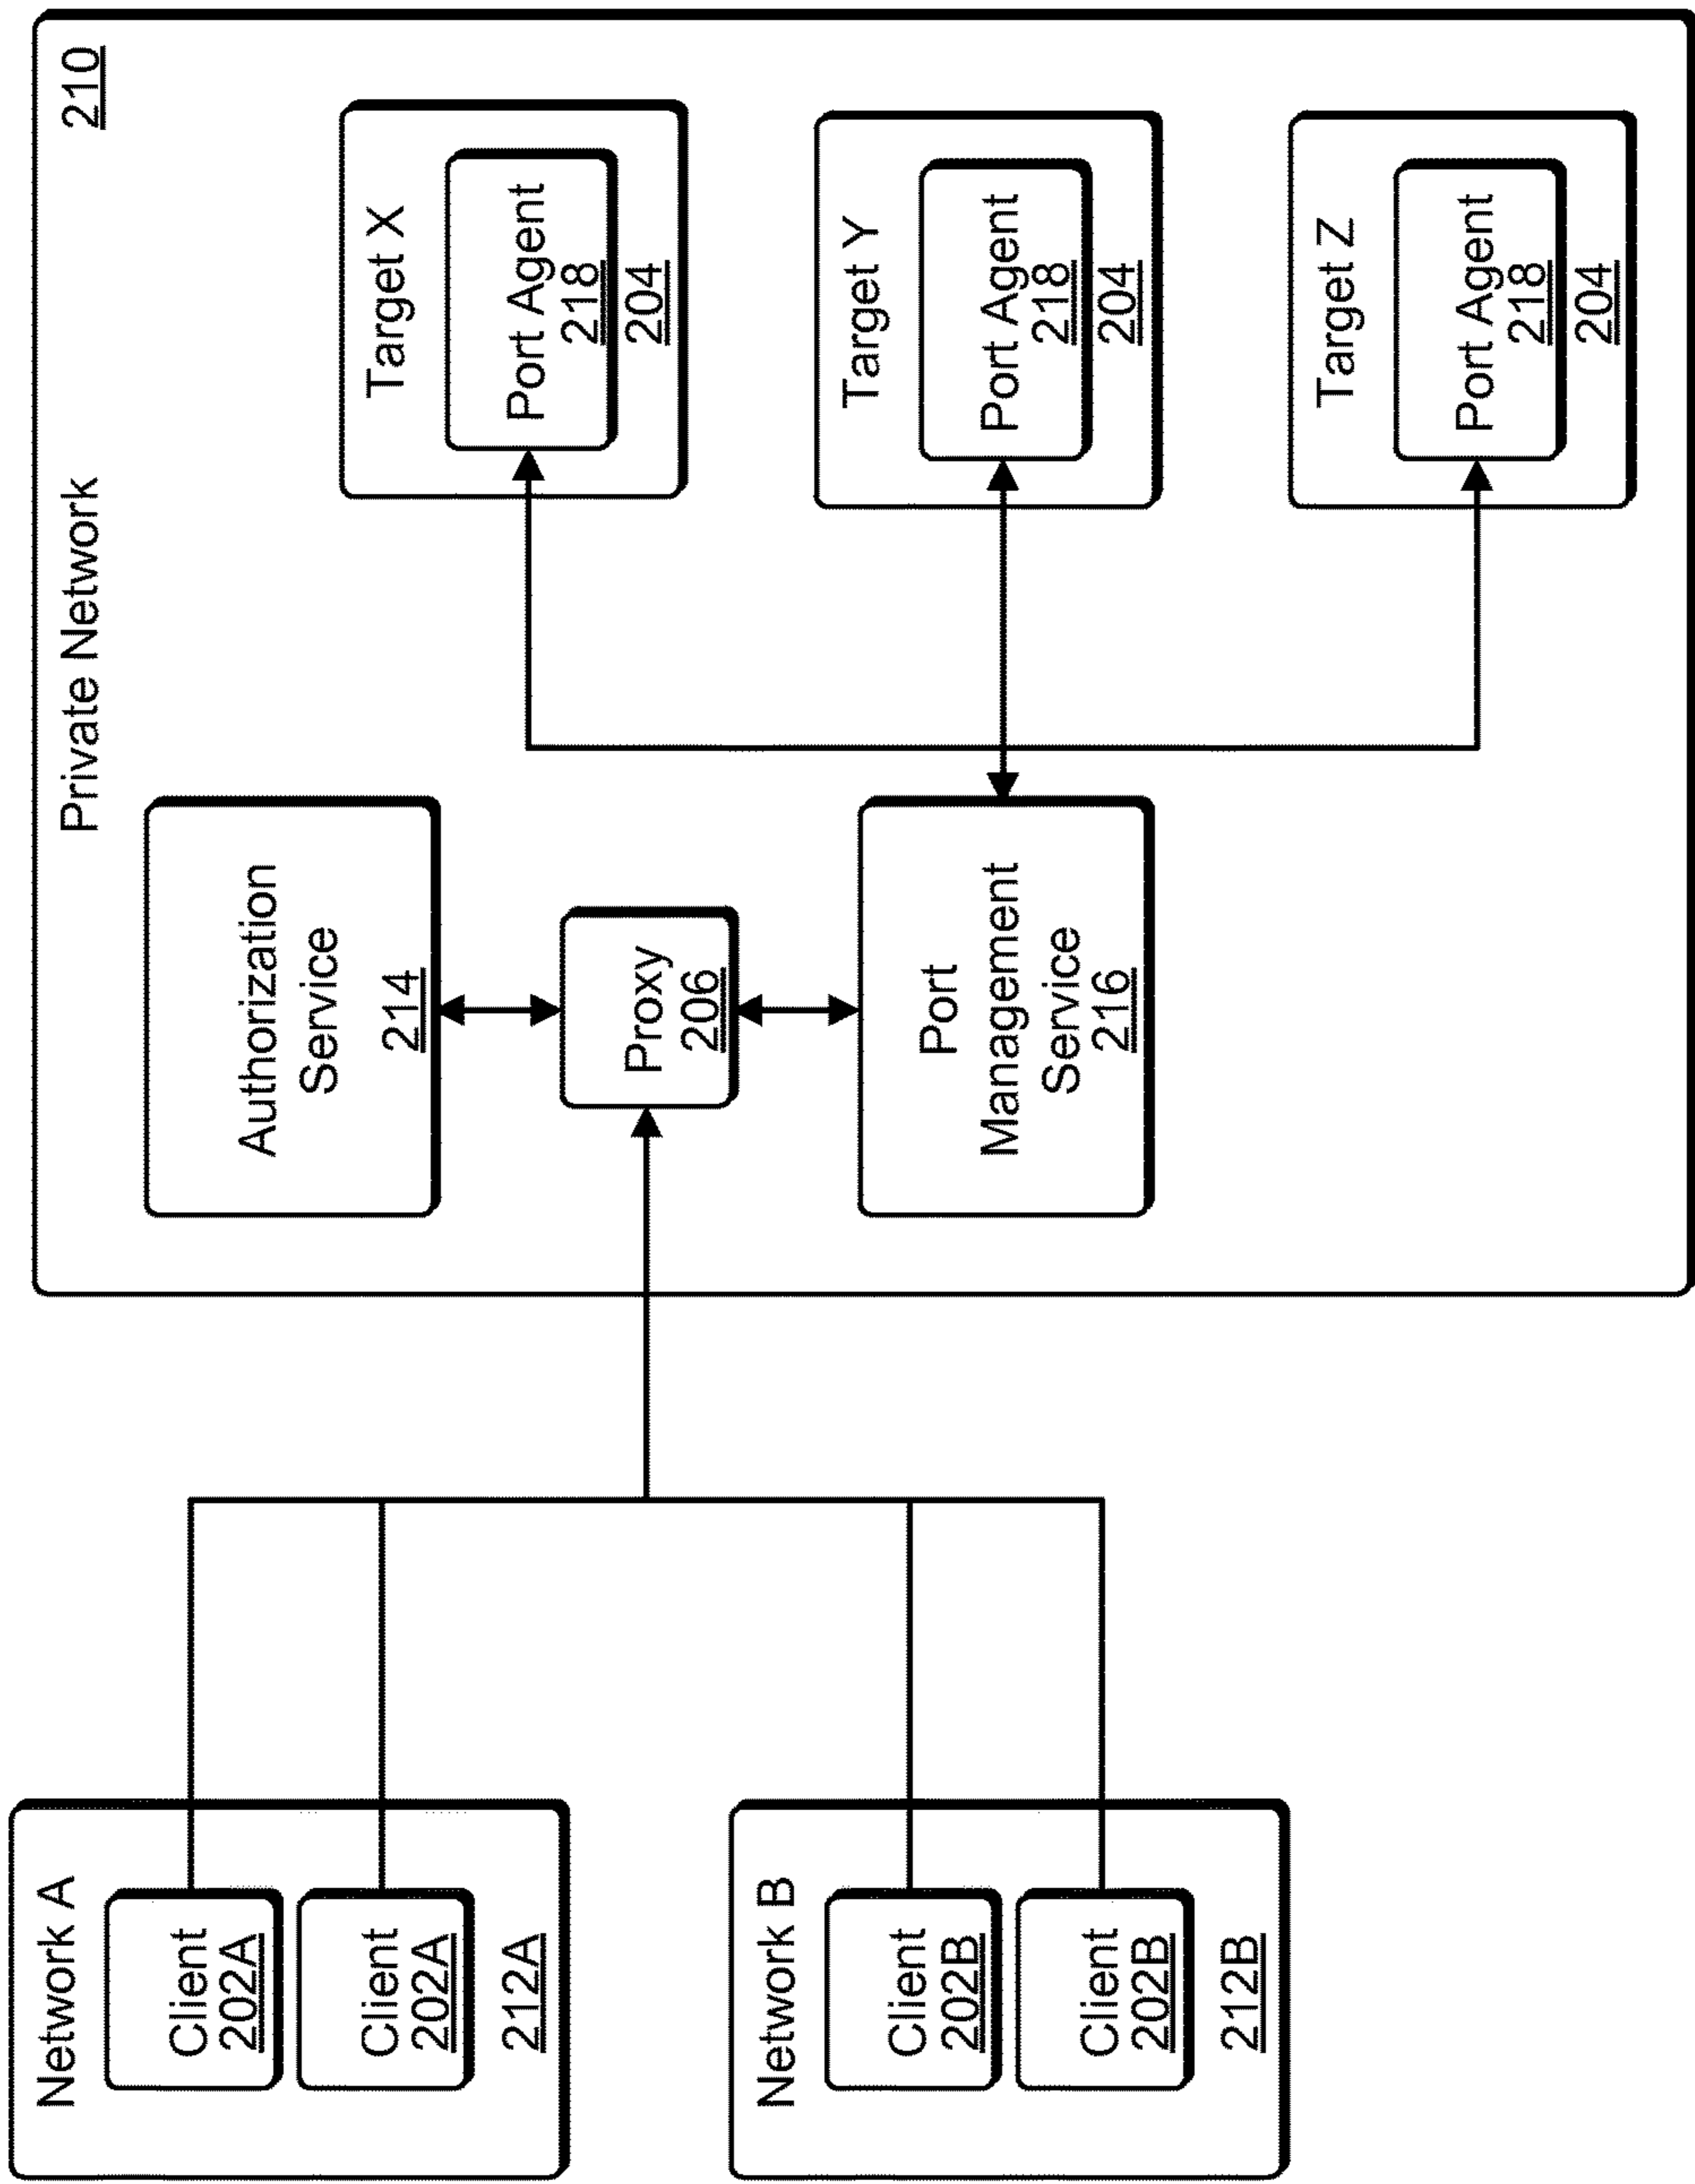 Network A
Client
202A
Client
202A
212A
Network B
Client
202B
Client
202B
212B
Private Network
210
Authorization
Service
214
Proxy
206
Port
Management
Service
216
Target X
Port Agent
218
204
Target Y
Port Agent
218
204
Target Z
Port Agent
218
204